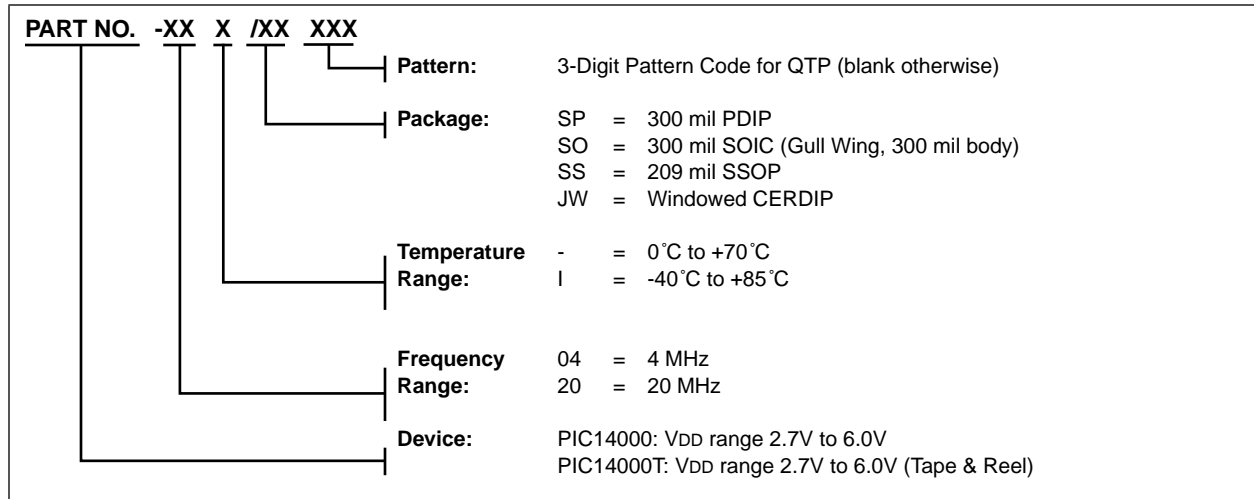 PART NO. -XX X /XX XXX
Pattern: 3-Digit Pattern Code for QTP (blank otherwise)
Package: SP = 300 mil PDIP
SO = 300 mil SOIC (Gull Wing, 300 mil body)
SS = 209 mil SSOP
JW = Windowed CERDIP
Temperature - = 0˚C to +70˚C
Range: I = -40˚C to +85˚C
Frequency 04 = 4 MHz
Range: 20 = 20 MHz
Device: PIC14000: VDD range 2.7V to 6.0V
PIC14000T: VDD range 2.7V to 6.0V (Tape & Reel)